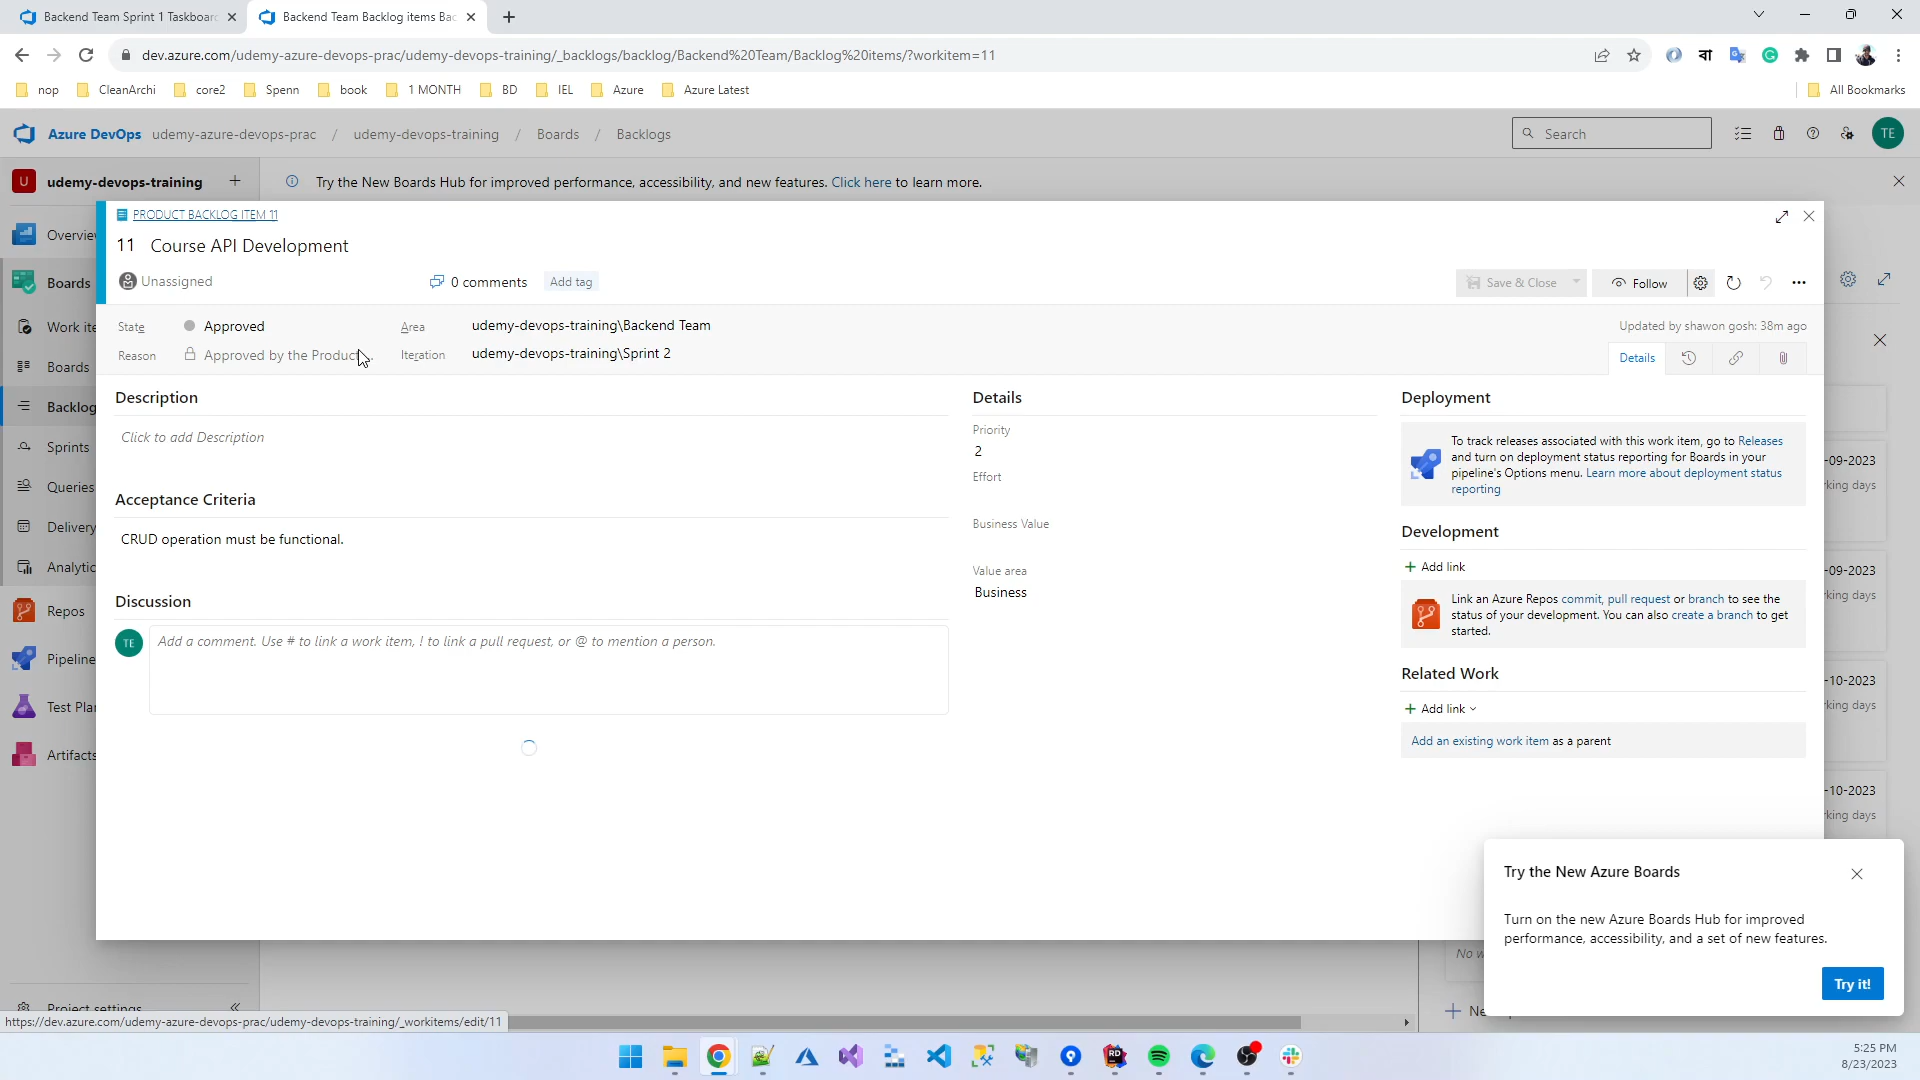 Backend Team Sprint 1 Taskboard
Backend Team Backlog items Bac
dev.azure.com/udemy-azure-devops-prac/udemy-devops-training/_backlogs/backlog/Backend%20Team/Backlog%20items/?workitem=11
nop
CleanArchi
core2
Spenn
book
1 MONTH
BD
IEL
Azure
Azure Latest
All Bookmarks
Azure DevOps udemy-azure-devops-prac / udemy-devops-training / Boards / Backlogs
Search
TE
U udemy-devops-training
Try the New Boards Hub for improved performance, accessibility, and new features. Click here to learn more.
PRODUCT BACKLOG ITEM 11
11 Course API Development
Unassigned
0 comments
Add tag
Save & Close
Follow
State
Approved
Area
udemy-devops-training\Backend Team
Updated by shawon gosh: 38m ago
Reason
Approved by the Product
Iteration
udemy-devops-training\Sprint 2
Details
Overview
Boards
Work ite
Boards
Backlog
Sprints
Queries
Delivery
Analytic
Repos
Pipeline
Test Plan
Artifacts
Project settings
Description
Click to add Description
Acceptance Criteria
CRUD operation must be functional.
Discussion
TE
Add a comment. Use # to link a work item, ! to link a pull request, or @ to mention a person.
Details
Priority
2
Effort
Business Value
Value area
Business
Deployment
To track releases associated with this work item, go to Releases
and turn on deployment status reporting for Boards in your
pipeline's Options menu. Learn more about deployment status
reporting
Development
Add link
Link an Azure Repos commit, pull request or branch to see the
status of your development. You can also create a branch to get
started.
Related Work
Add link
Add an existing work item as a parent
-09-2023
king days
-09-2023
king days
-10-2023
king days
-10-2023
king days
Try the New Azure Boards
Turn on the new Azure Boards Hub for improved
performance, accessibility, and a set of new features.
Try it!
No w
Ne
https://dev.azure.com/udemy-azure-devops-prac/udemy-devops-training/_workitems/edit/11
5:25 PM
8/23/2023